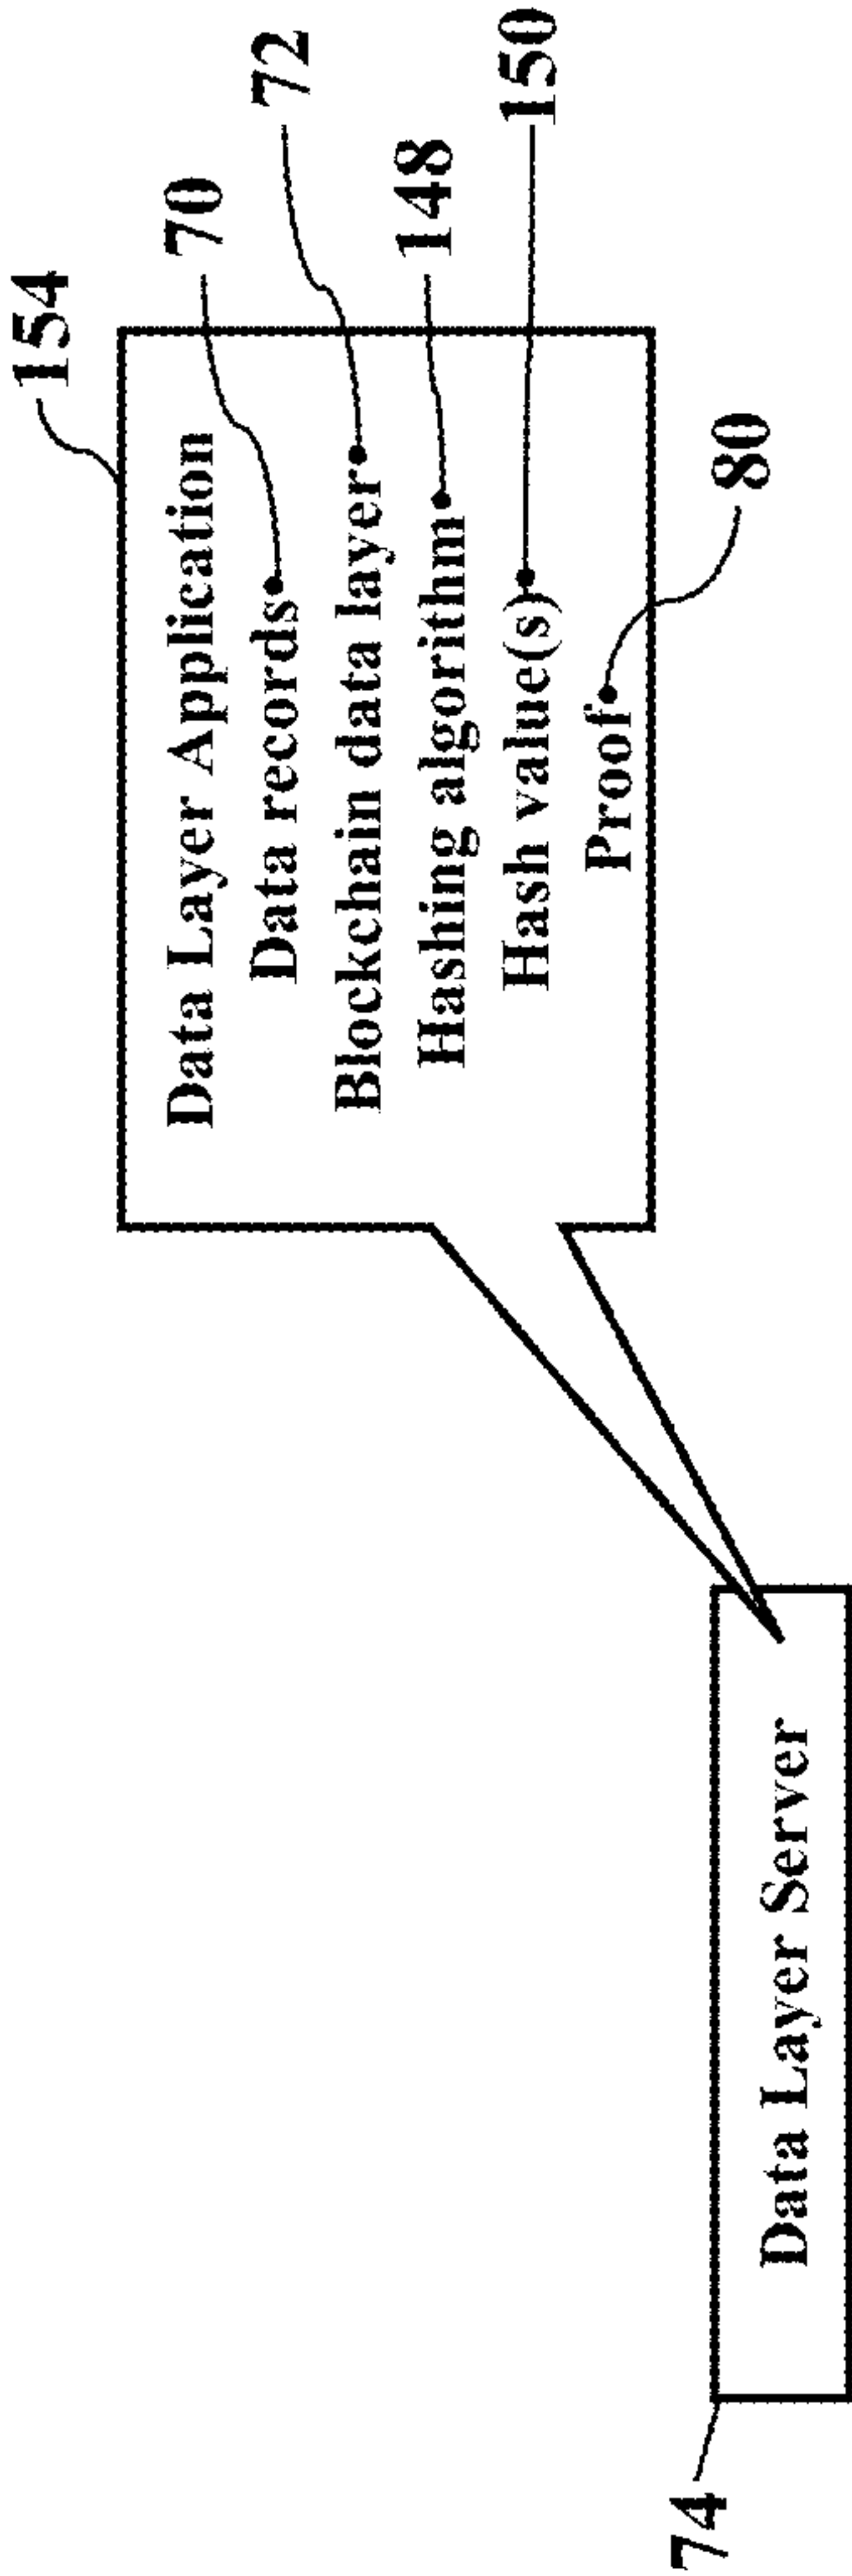 154
Data Layer Application
Data records 70
Blockchain data layer 72
Hashing algorithm 148
Hash value(s) 150
Proof 80
74
Data Layer Server